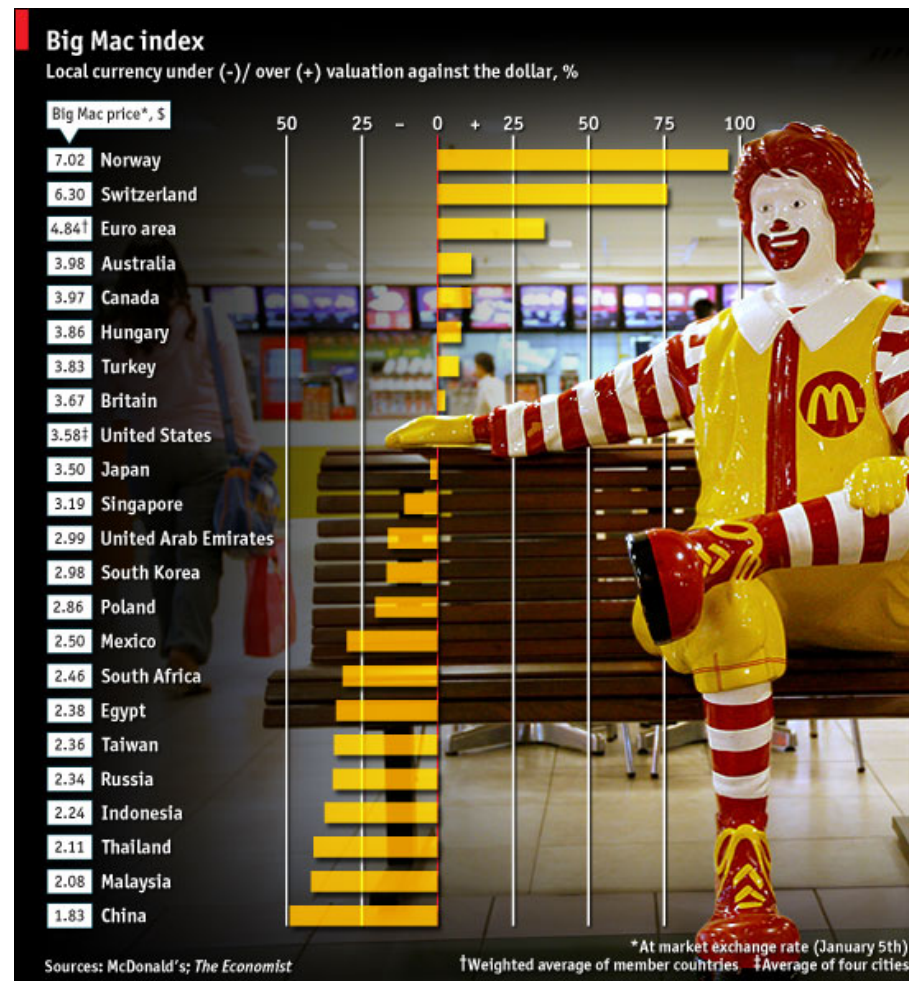 Big Mac index
Local currency under (-)/ over (+) valuation against the dollar, %
Big Mac price*, $
50 25 – 0 + 25 50 75 100
7.02 Norway
6.30 Switzerland
4.84† Euro area
3.98 Australia
3.97 Canada
3.86 Hungary
3.83 Turkey
3.67 Britain
3.58‡ United States
3.50 Japan
3.19 Singapore
2.99 United Arab Emirates
2.98 South Korea
2.86 Poland
2.50 Mexico
2.46 South Africa
2.38 Egypt
2.36 Taiwan
2.34 Russia
2.24 Indonesia
2.11 Thailand
2.08 Malaysia
1.83 China
*At market exchange rate (January 5th)
Sources: McDonald's; The Economist †Weighted average of member countries ‡Average of four cities